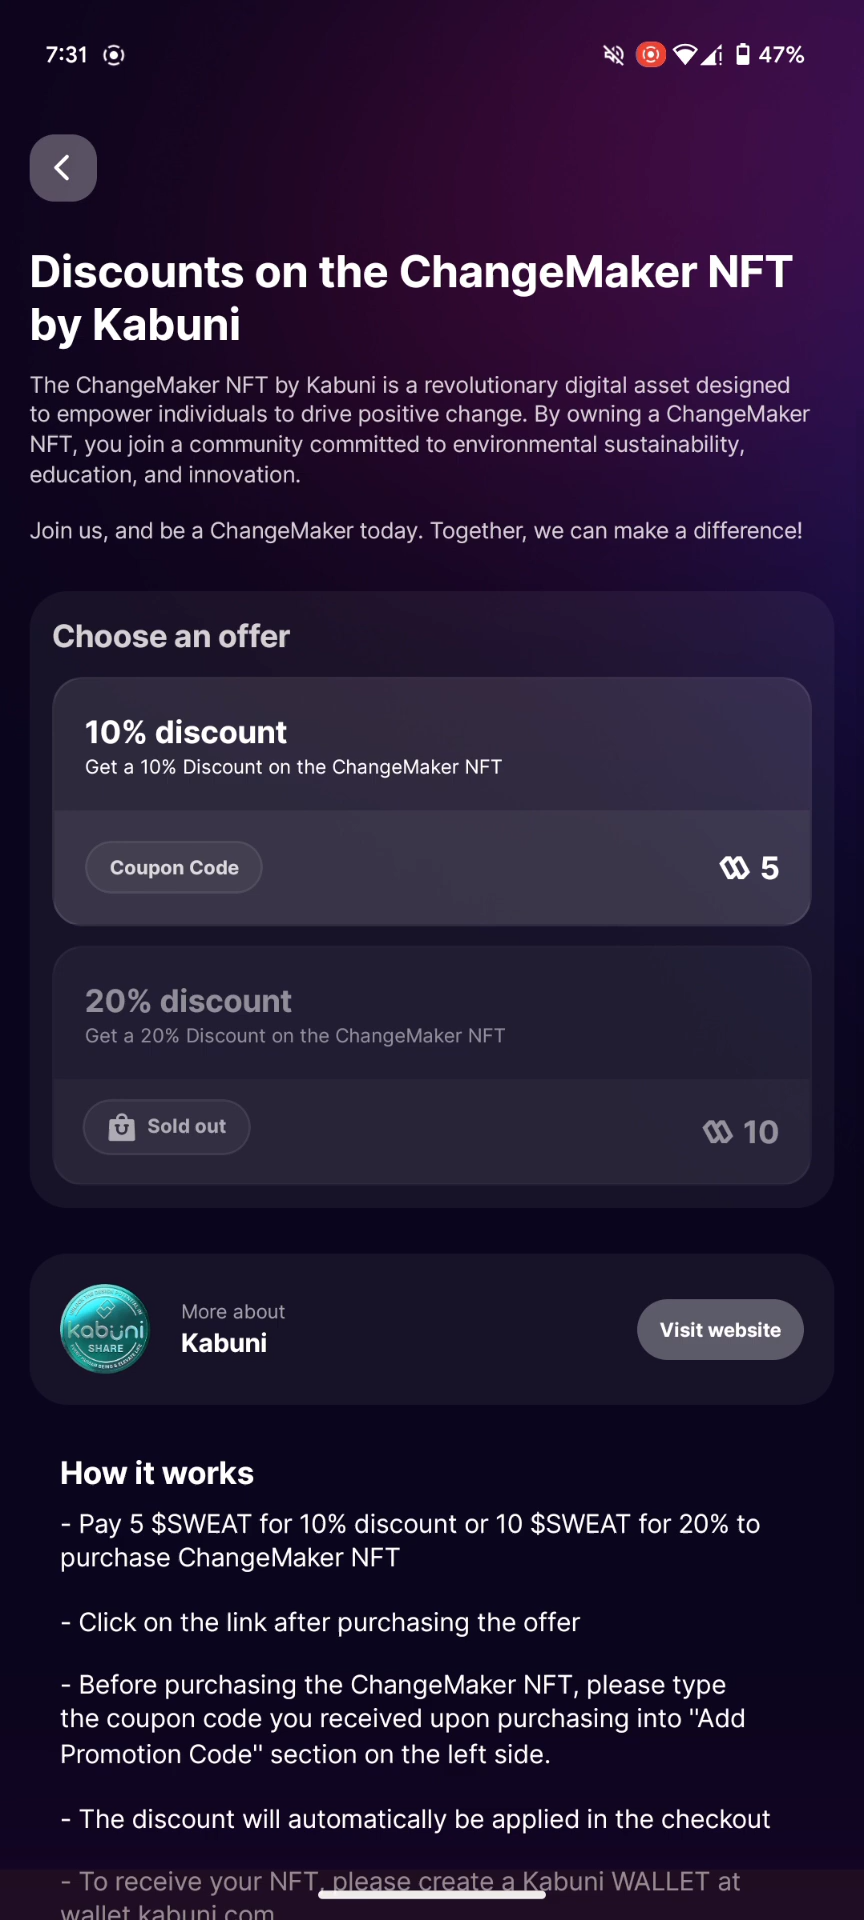 7:31
47%
Discounts on the ChangeMaker NFT
by Kabuni
The ChangeMaker NFT by Kabuni is a revolutionary digital asset designed
to empower individuals to drive positive change. By owning a ChangeMaker
NFT, you join a community committed to environmental sustainability,
education, and innovation.
Join us, and be a ChangeMaker today. Together, we can make a difference!
Choose an offer
10% discount
Get a 10% Discount on the ChangeMaker NFT
Coupon Code
5
20% discount
Get a 20% Discount on the ChangeMaker NFT
Sold out
10
kabuni
SHARE
More about
Kabuni
Visit website
How it works
- Pay 5 $SWEAT for 10% discount or 10 $SWEAT for 20% to
purchase ChangeMaker NFT
- Click on the link after purchasing the offer
- Before purchasing the ChangeMaker NFT, please type
the coupon code you received upon purchasing into "Add
Promotion Code" section on the left side.
- The discount will automatically be applied in the checkout
- To receive your NFT, please create a Kabuni WALLET at
wallet.kabuni.com